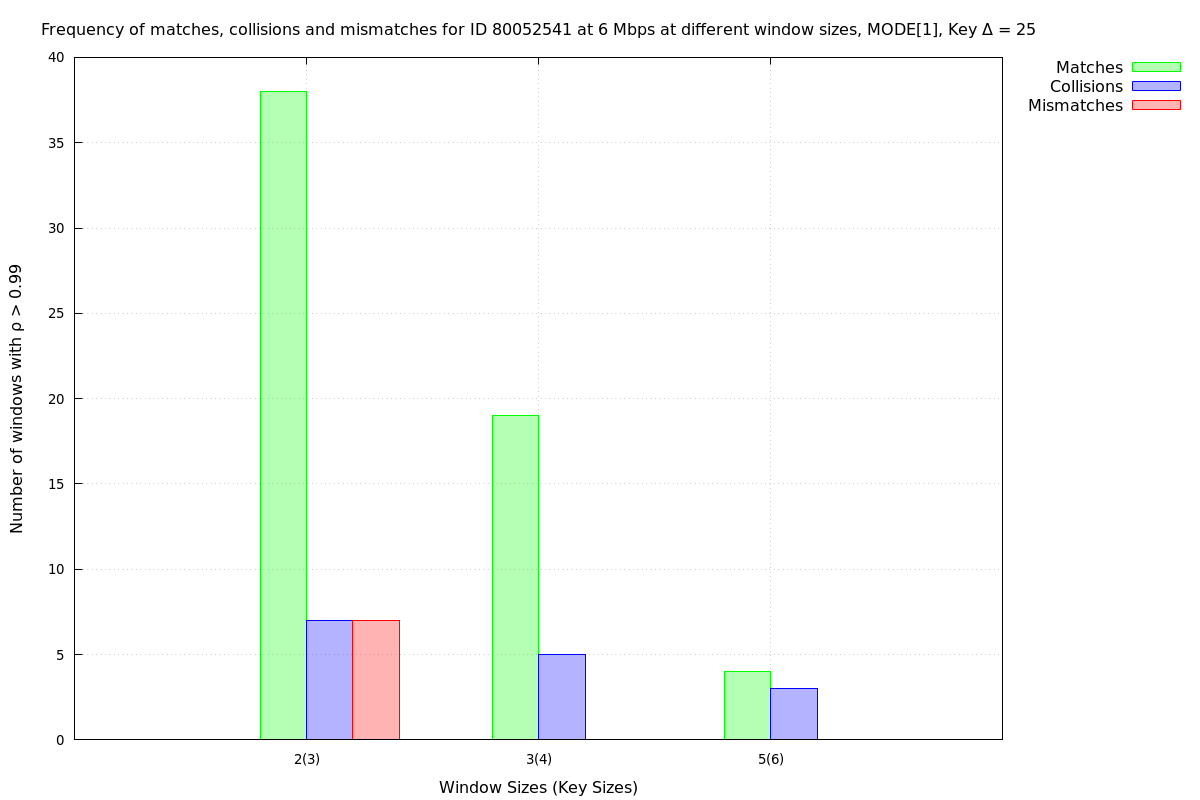 Frequency of matches, collisions and mismatches for ID 80052541 at 6 Mbps at different window sizes, MODE[1], Key Δ = 25
Matches
Collisions
Mismatches
Number of windows with ρ > 0.99
40
35
30
25
20
15
10
5
0
2(3) 3(4) 5(6)
Window Sizes (Key Sizes)